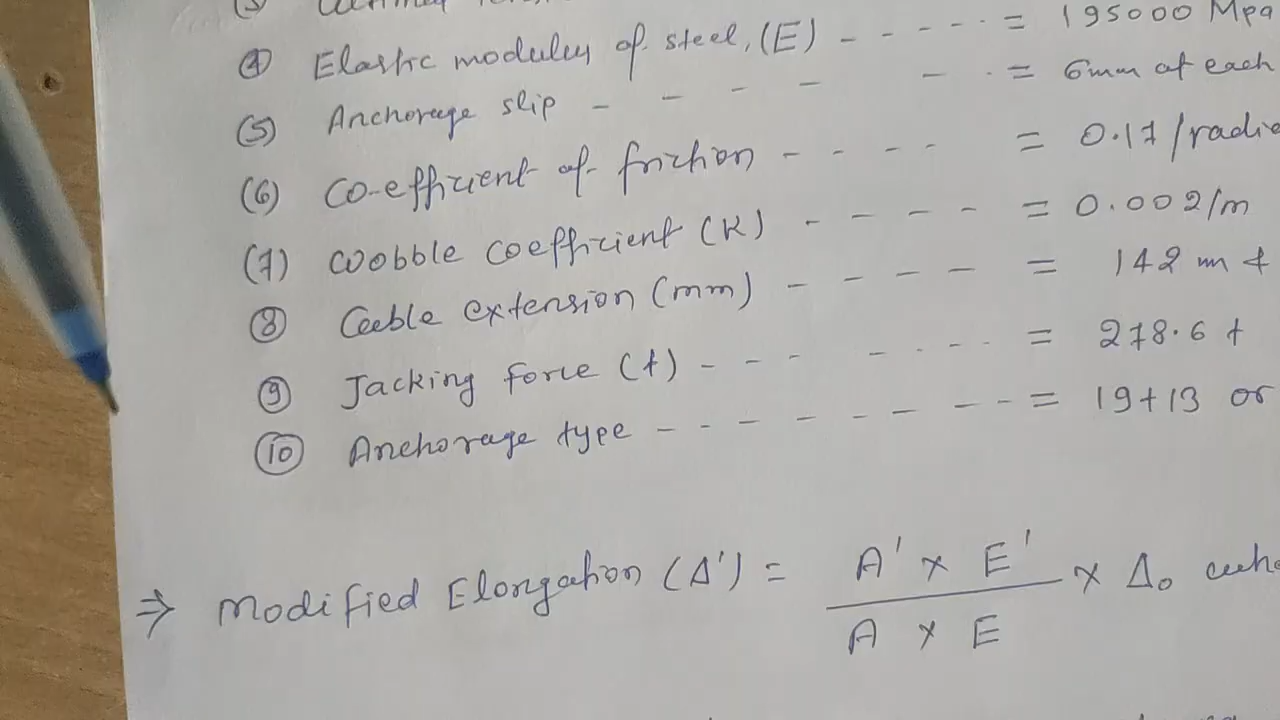 (4) Elastic modulus of steel, (E) - - - - - = 195000 Mpa
(5) Anchorage slip - - - - - - = 6mm at each
(6) Co-efficient of friction - - - - = 0.17/radia
(7) Wobble coefficient (K) - - - - = 0.002/m
(8) Cable extension (mm) - - - - = 142
(9) Jacking force (t) - - - - - - - = 278.6 t
(10) Anchorage type - - - - - - - - - = 19+13 or
⇒ Modified Elongation (Δ') = A' × E' / A × E × Δ₀